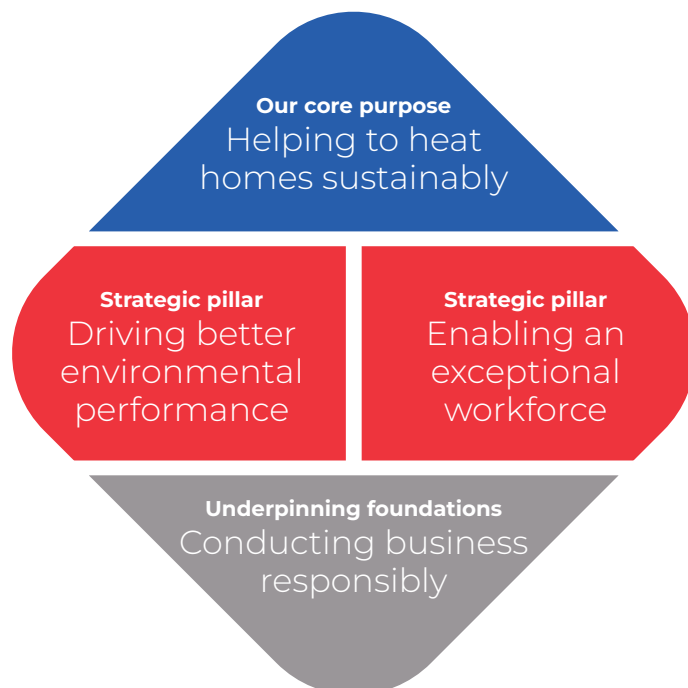 Our core purpose
Helping to heat
homes sustainably
Strategic pillar
Driving better
environmental
performance
Strategic pillar
Enabling an
exceptional
workforce
Underpinning foundations
Conducting business
responsibly